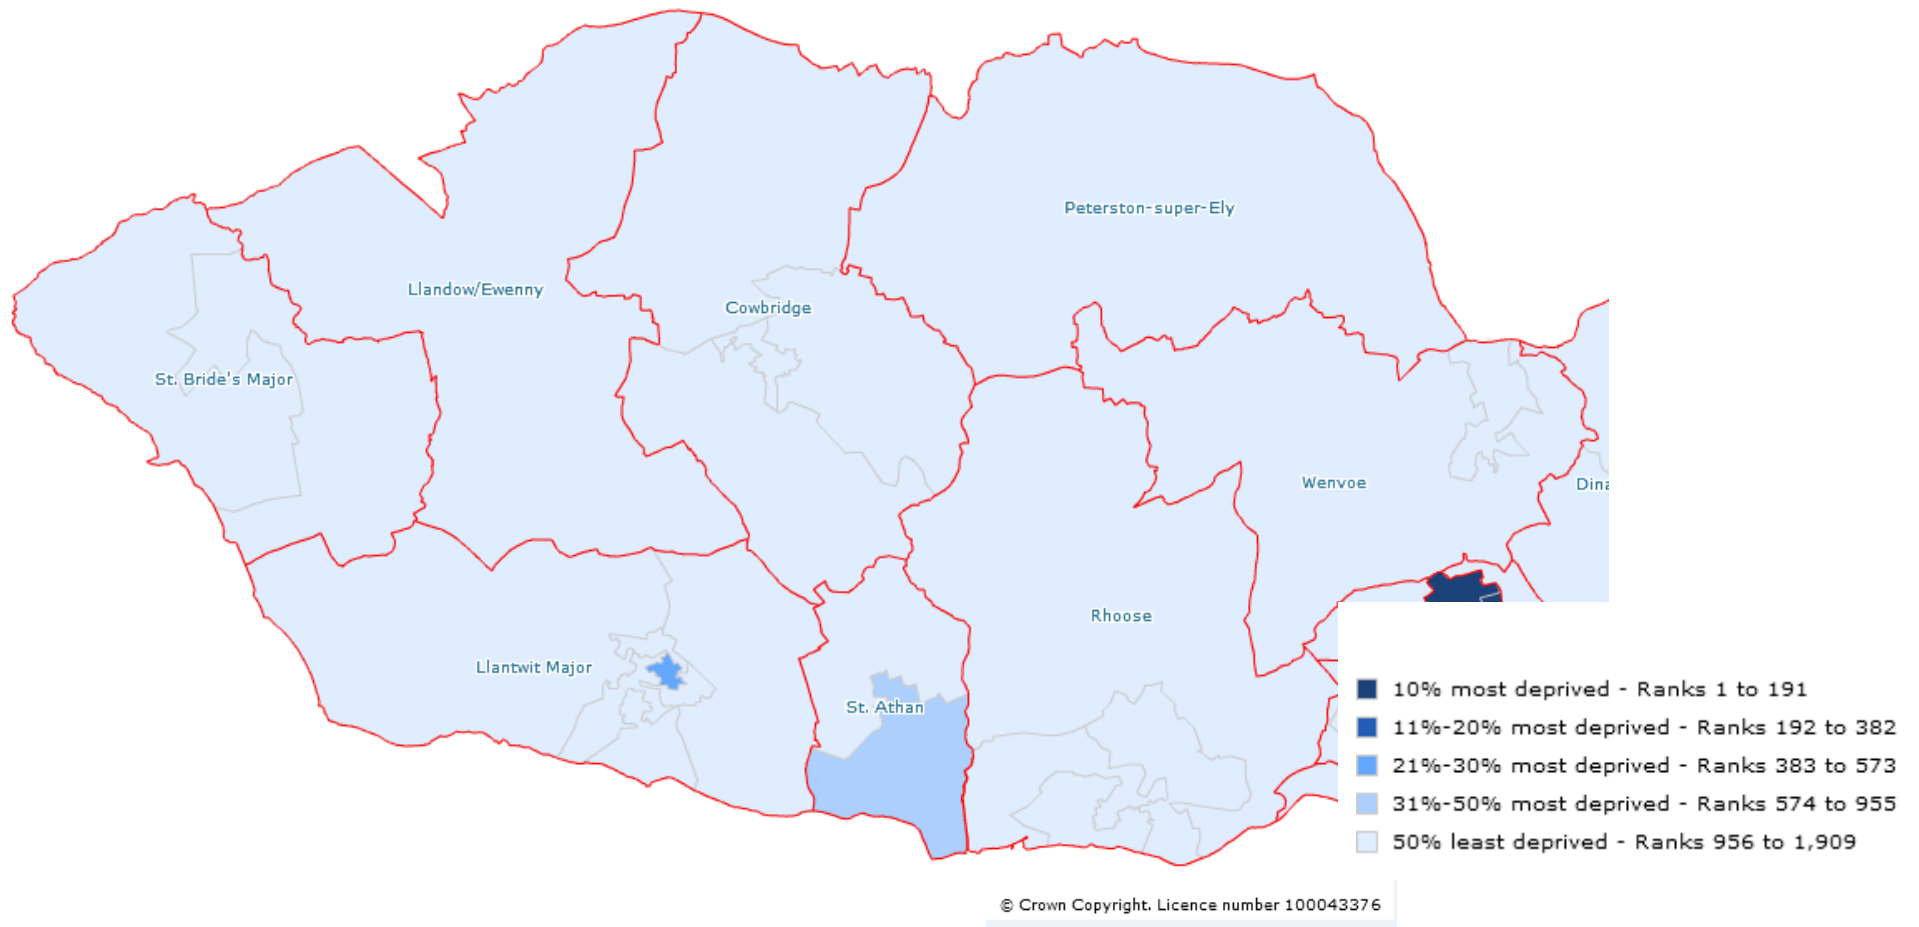 Peterston-super-Ely
Llandow/Ewenny
Cowbridge
St. Bride's Major
Wenvoe
Dina
Rhoose
Llantwit Major
St. Athan
10% most deprived - Ranks 1 to 191
11%-20% most deprived - Ranks 192 to 382
21%-30% most deprived - Ranks 383 to 573
31%-50% most deprived - Ranks 574 to 955
50% least deprived - Ranks 956 to 1,909
© Crown Copyright. Licence number 100043376